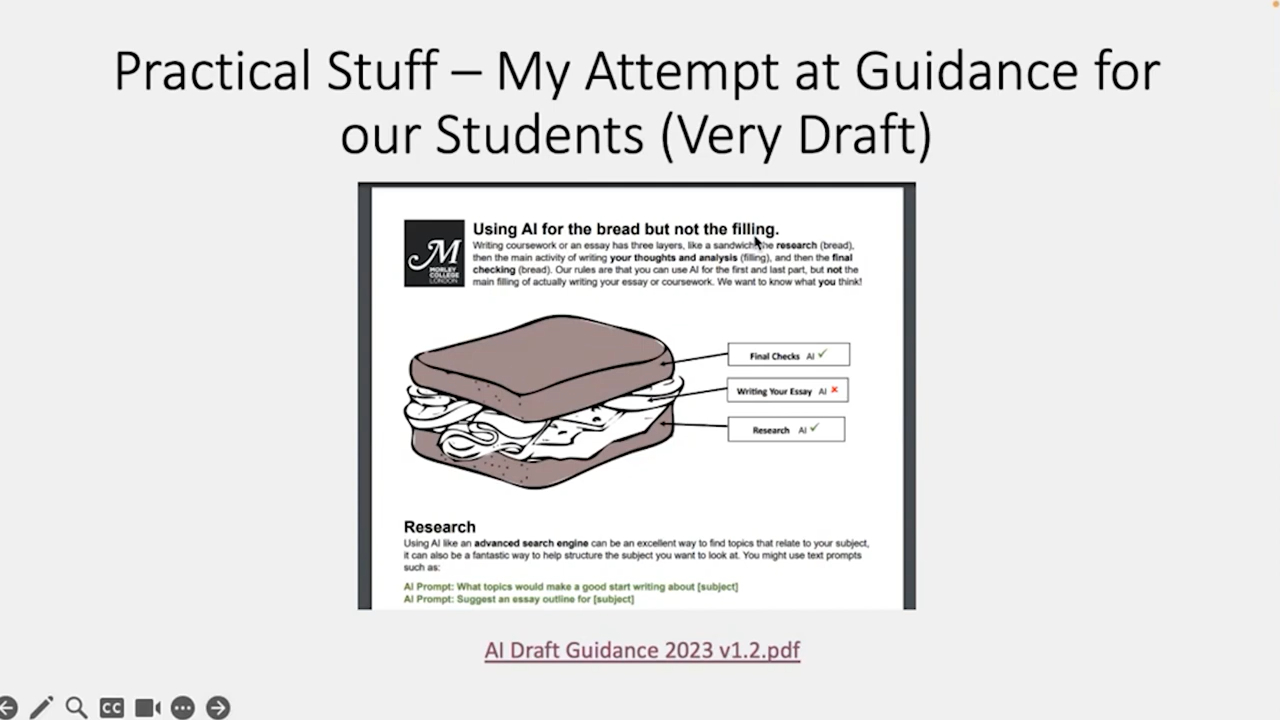 Practical Stuff – My Attempt at Guidance for
our Students (Very Draft)
M
MORLEY
COLLEGE
LONDON
Using AI for the bread but not the filling.
Writing coursework or an essay has three layers, like a sandwich, the research (bread),
then the main activity of writing your thoughts and analysis (filling), and then the final
checking (bread). Our rules are that you can use AI for the first and last part, but not the
main filling of actually writing your essay or coursework. We want to know what you think!
Final Checks AI ✓
Writing Your Essay AI ×
Research AI ✓
Research
Using AI like an advanced search engine can be an excellent way to find topics that relate to your subject,
it can also be a fantastic way to help structure the subject you want to look at. You might use text prompts
such as:
AI Prompt: What topics would make a good start writing about [subject]
AI Prompt: Suggest an essay outline for [subject]
AI Draft Guidance 2023 v1.2.pdf
CC